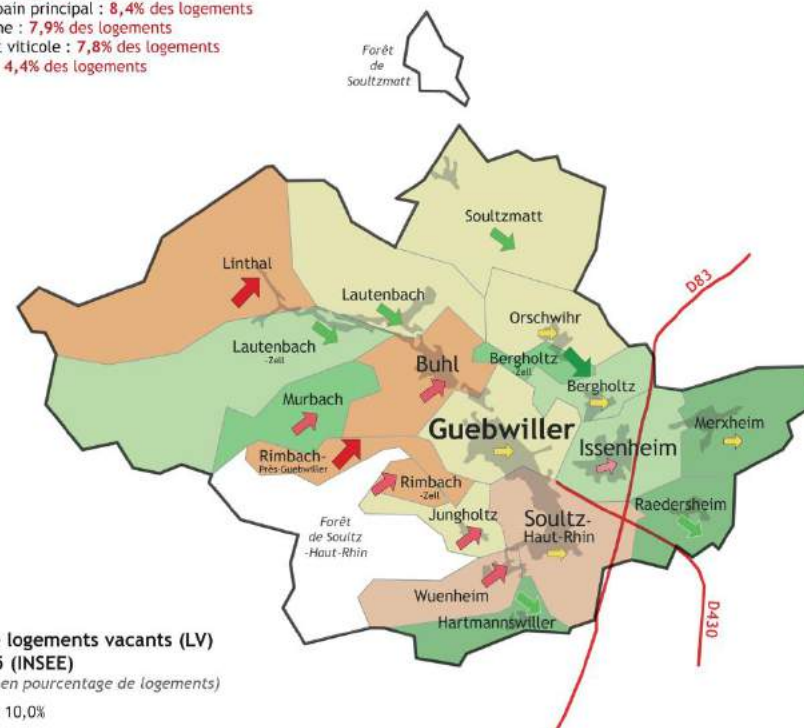 ain principal : 8,4% des logements
ne : 7,9% des logements
t viticole : 7,8% des logements
4,4% des logements
Forêt
de
Soultzmatt
Soultzmatt
D83
Linthal
Lautenbach
Orschwihr
Lautenbach
-Zell
Buhl
Bergholtz
Zell
Bergholtz
Murbach
Guebwiller
Issenheim
Merxheim
Rimbach-
Près-Guebwiller
Rimbach
-Zell
Raedersheim
Jungholtz
Soultz-
Haut-Rhin
Forêt
de Soultz
-Haut-Rhin
Wuenheim
Hartmannswiller
D430
logements vacants (LV)
(INSEE)
en pourcentage de logements)
10,0%